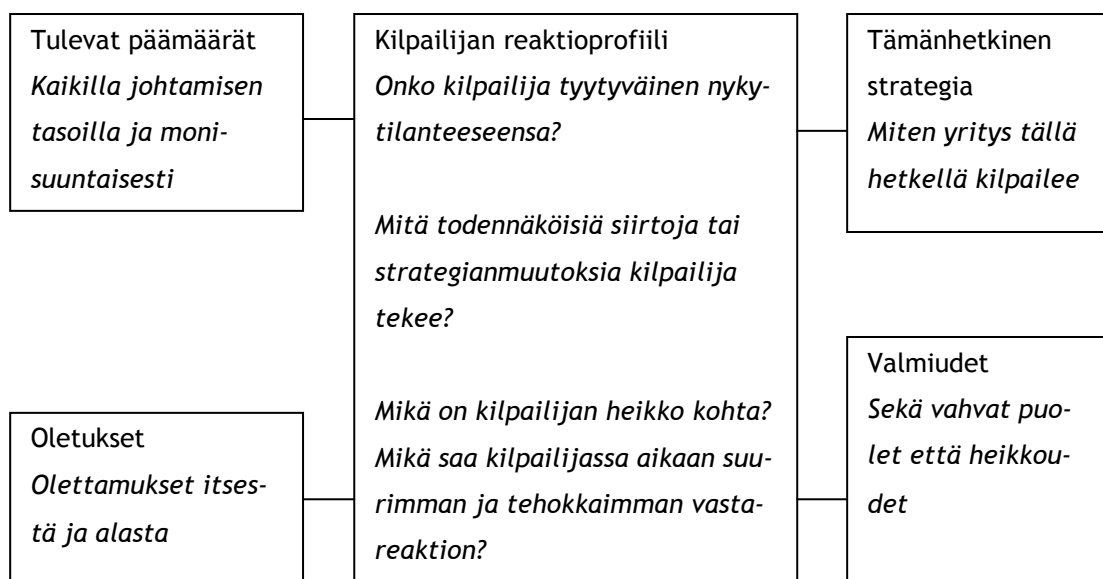 Tulevat päämäärät
Kaikilla johtamisen
tasoilla ja moni-
suuntaisesti
Kilpailijan reaktioprofiili
Onko kilpailija tyytyväinen nyky-
tilanteeseensa?
Mitä todennäköisiä siirtoja tai
strategianmuutoksia kilpailija
tekee?
Mikä on kilpailijan heikko kohta?
Mikä saa kilpailijassa aikaan suu-
rimman ja tehokkaimman vasta-
reaktion?
Tämänhetkinen
strategia
Miten yritys tällä
hetkellä kilpailee
Oletukset
Olettamukset itses-
tä ja alasta
Valmiudet
Sekä vahvat puo-
let että heikkou-
det